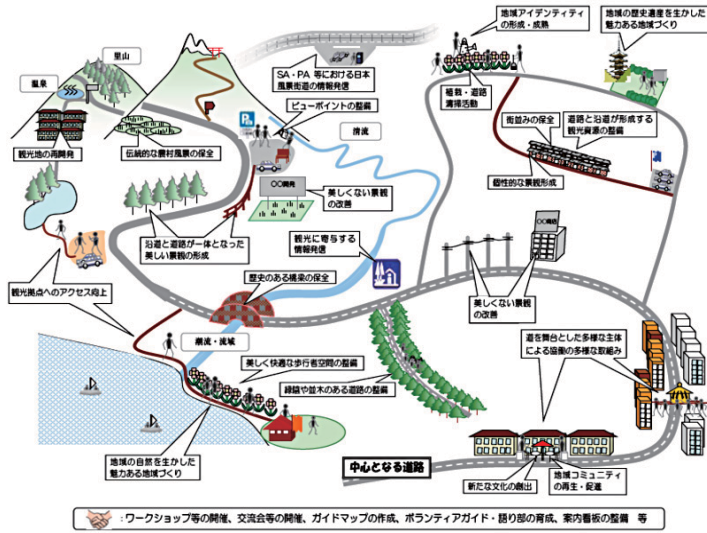 地域アイデンティティ
の形成・成熟
地域の歴史遺産を生かした
魅力ある地域づくり
里山
温泉
SA・PA 等における日本
風景街道の情報発信
植栽・道路
清掃活動
ビューポイントの整備
清流
街並みの保全
道路と沿道が形成する
観光資源の整備
観光地の再開発
伝統的な農村風景の保全
個性的な景観形成
〇〇開発
美しくない景観
の改善
沿道と道路が一体となった
美しい景観の形成
観光に寄与する
情報発信
歴史のある橋梁の保全
美しくない景観
の改善
観光拠点へのアクセス向上
潮流・流域
道を舞台とした多様な主体
による協働の多様な取組み
美しく快適な歩行者空間の整備
緑陰や並木のある道路の整備
地域の自然を生かした
魅力ある地域づくり
中心となる道路
新たな文化の創出
地域コミュニティ
の再生・促進
：ワークショップ等の開催、交流会等の開催、ガイドマップの作成、ボランティアガイド・語り部の育成、案内看板の整備 等